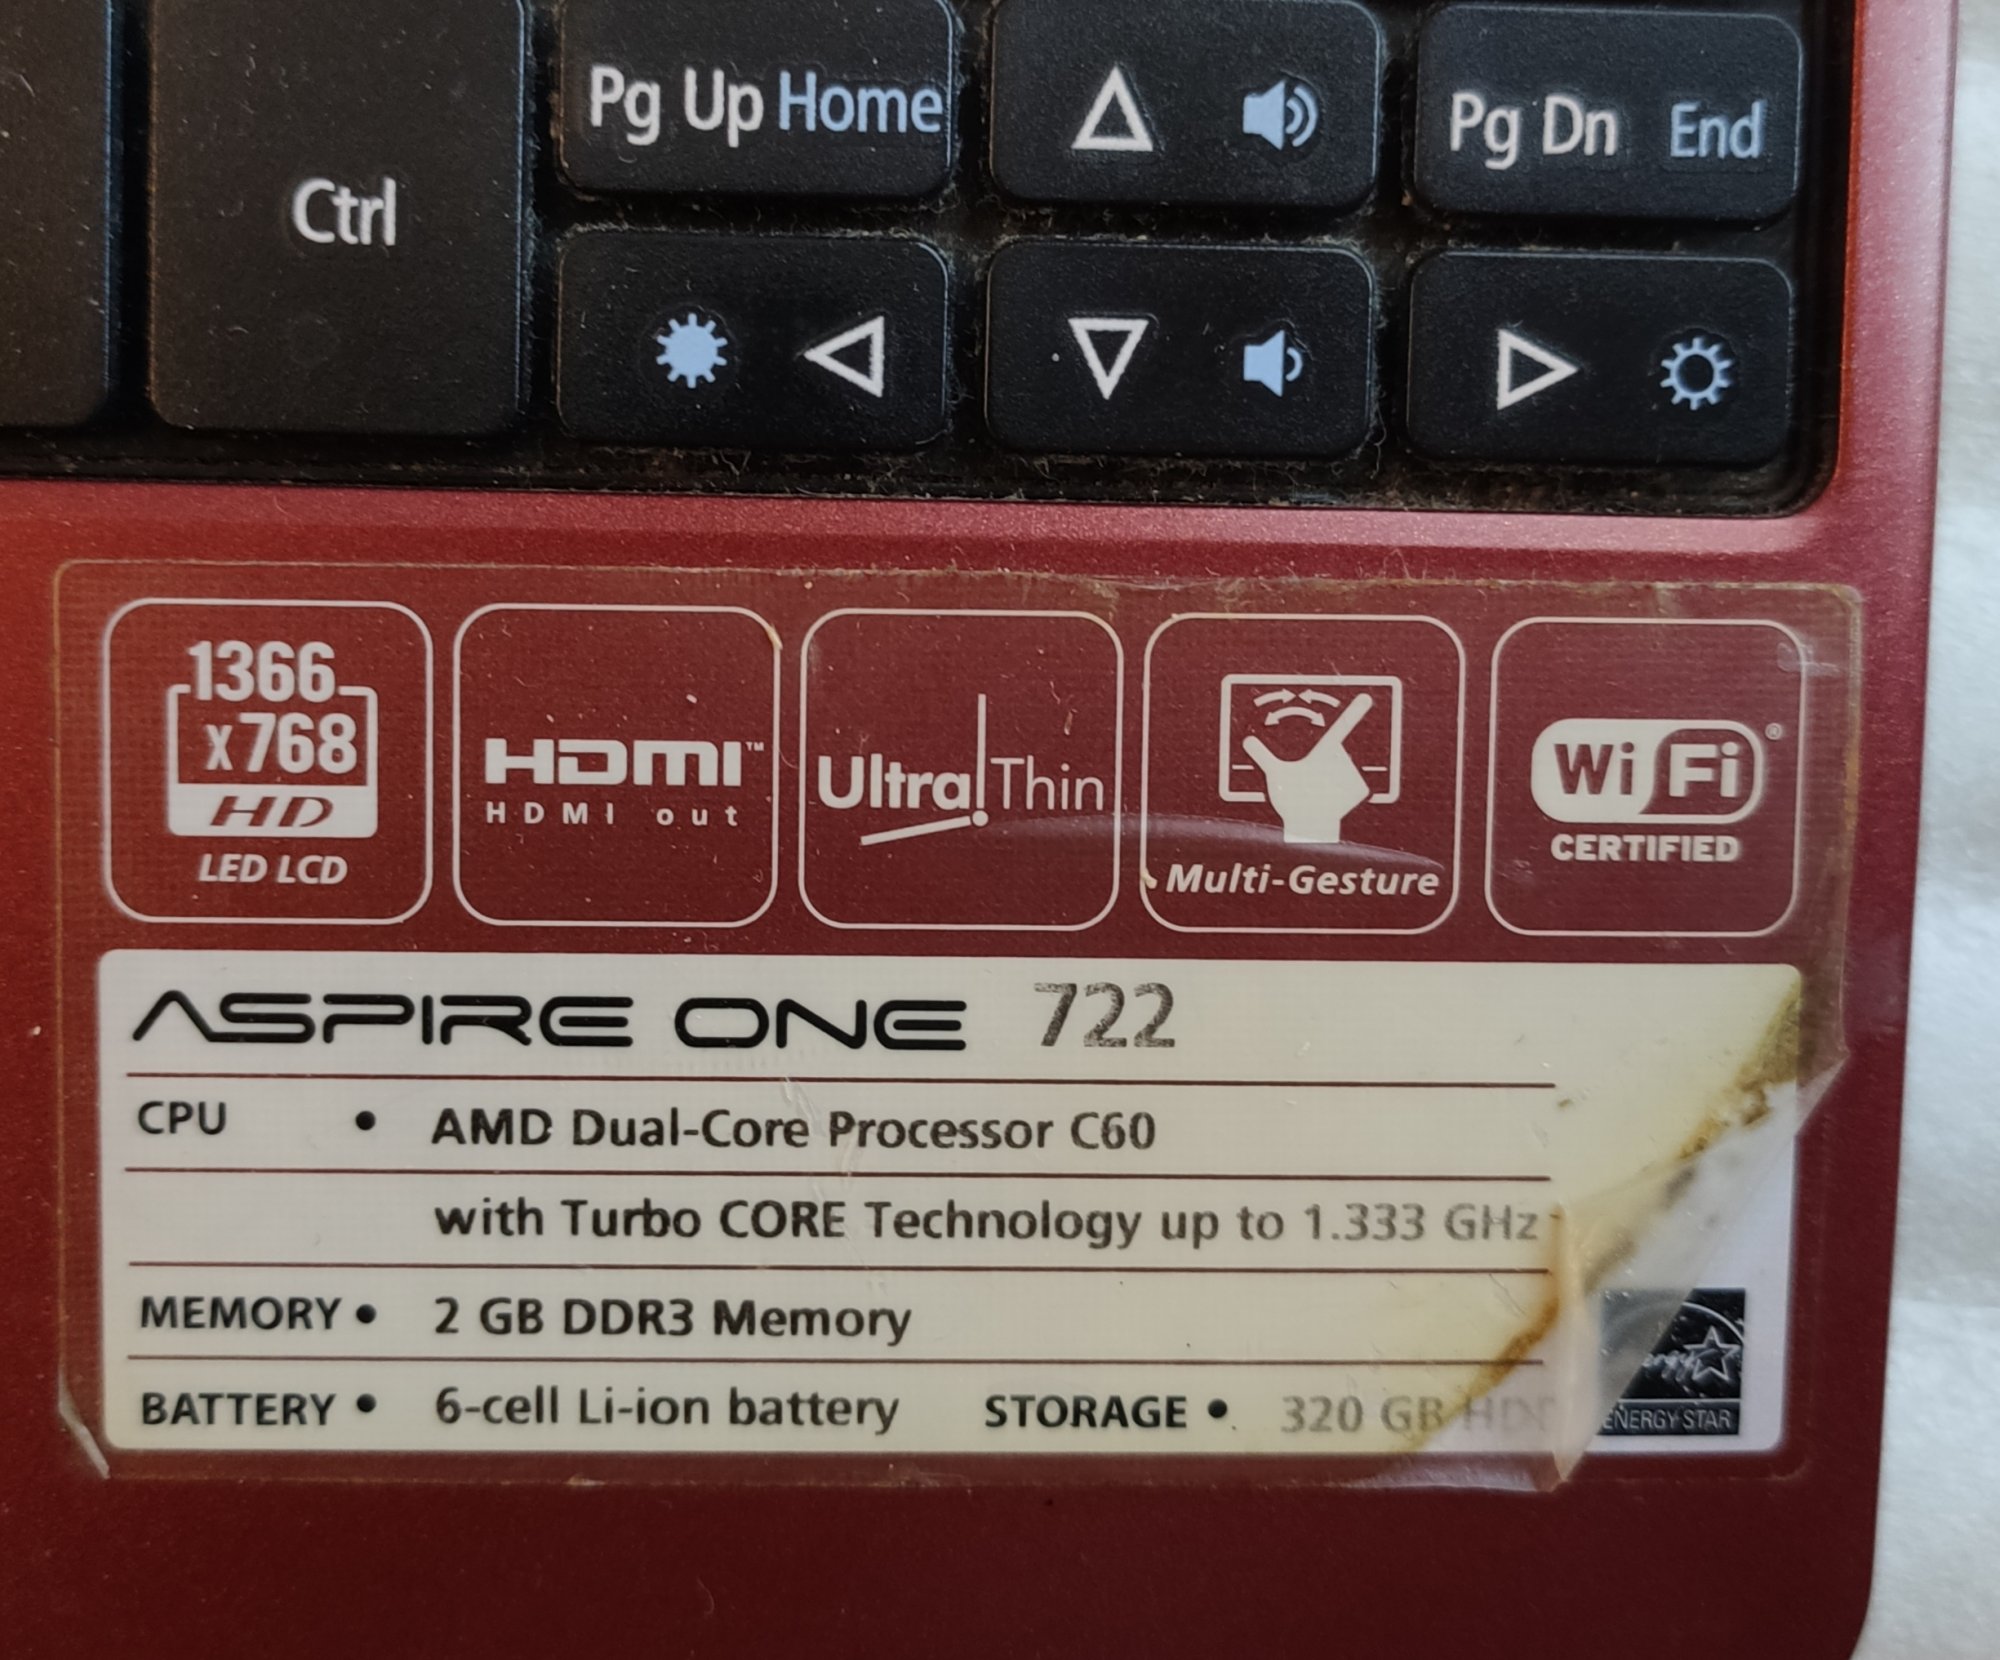 Pg Up Home
Pg Dn End
Ctrl
1366
x768
HD
LED LCD
HDMI™
HDMI out
Ultra Thin
Multi-Gesture
Wi Fi®
CERTIFIED
ASPIRE ONE 722
CPU • AMD Dual-Core Processor C60
with Turbo CORE Technology up to 1.333 GHz
MEMORY • 2 GB DDR3 Memory
BATTERY • 6-cell Li-ion battery STORAGE • 320 GB HDD
ENERGY STAR